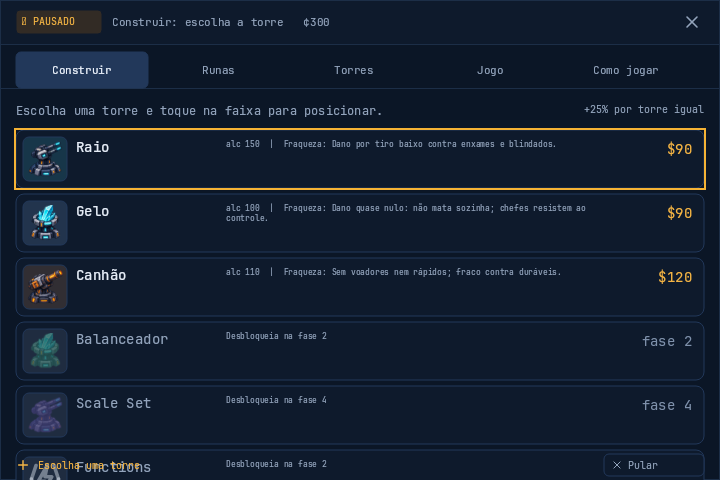 PAUSADO
Construir: escolha a torre $300
Construir Runas Torres Jogo Como jogar
Escolha uma torre e toque na faixa para posicionar. +25% por torre igual
Raio alc 150 | Fraqueza: Dano por tiro baixo contra enxames e blindados. $90
Gelo alc 100 | Fraqueza: Dano quase nulo: não mata sozinha; chefes resistem ao
controle. $90
Canhão alc 110 | Fraqueza: Sem voadores nem rápidos; fraco contra duráveis. $120
Balanceador Desbloqueia na fase 2 fase 2
Scale Set Desbloqueia na fase 4 fase 4
Functions Desbloqueia na fase 2
Escolha uma torre Pular